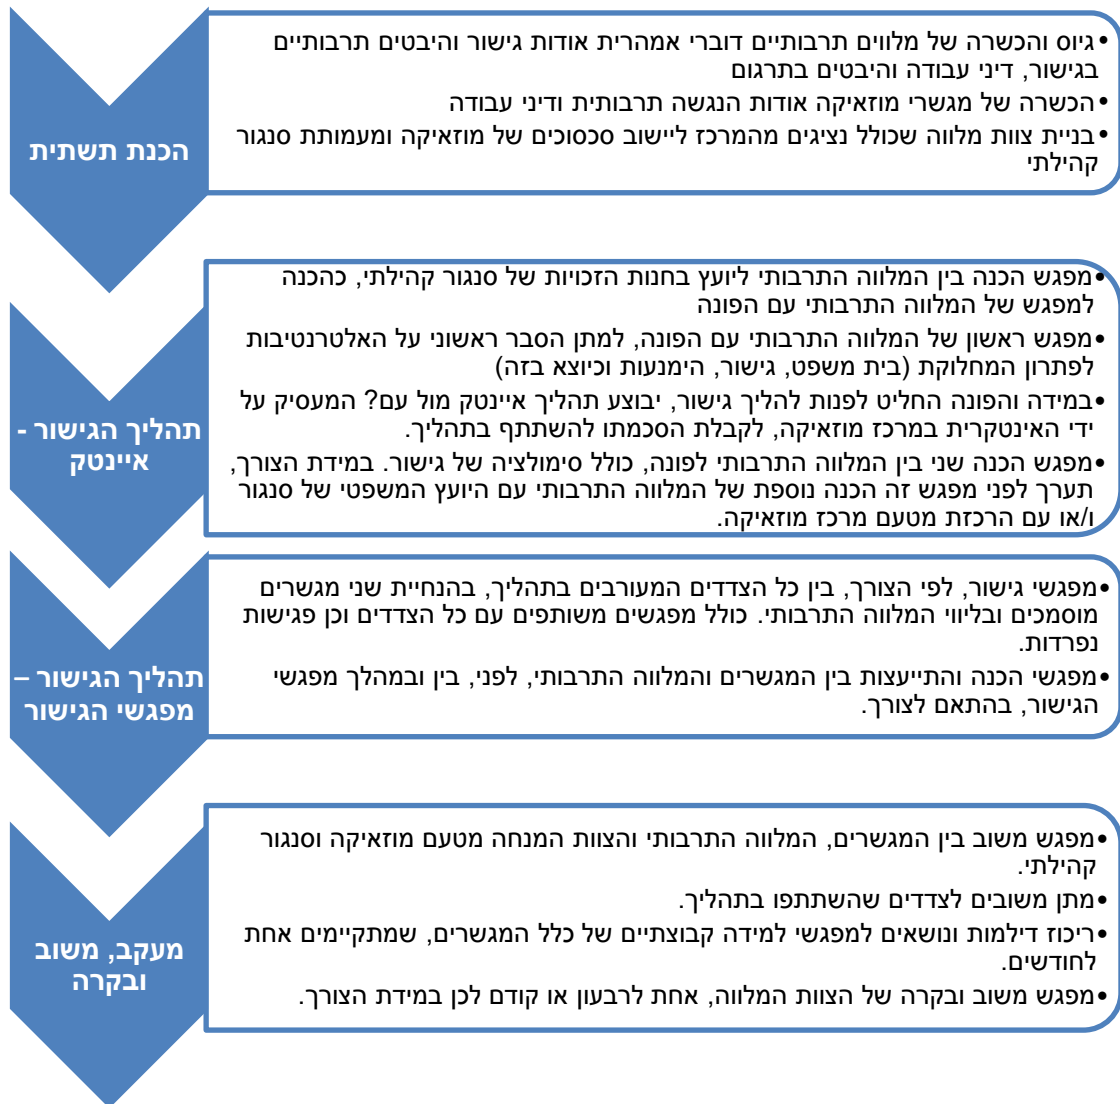 הכנת תשתית
•גיוס והכשרה של מלווים תרבותיים דוברי אמהרית אודות גישור והיבטים תרבותיים
בגישור, דיני עבודה והיבטים בתרגום
•הכשרה של מגשרי מוזאיקה אודות הנגשה תרבותית ודיני עבודה
•בניית צוות מלווה שכולל נציגים מהמרכז ליישוב סכסוכים של מוזאיקה ומעמותת סנגור
קהילתי
תהליך הגישור -
איינטק
•מפגש הכנה בין המלווה התרבותי ליועץ בחנות הזכויות של סנגור קהילתי, כהכנה
למפגש של המלווה התרבותי עם הפונה
•מפגש ראשון של המלווה התרבותי עם הפונה, למתן הסבר ראשוני על האלטרנטיבות
לפתרון המחלוקת (בית משפט, גישור, הימנעות וכיוצא בזה)
•במידה והפונה החליט לפנות להליך גישור, יבוצע תהליך איינטק מול עם? המעסיק על
ידי האינטקרית במרכז מוזאיקה, לקבלת הסכמתו להשתתף בתהליך.
•מפגש הכנה שני בין המלווה התרבותי לפונה, כולל סימולציה של גישור. במידת הצורך,
תערך לפני מפגש זה הכנה נוספת של המלווה התרבותי עם היועץ המשפטי של סנגור
ו/או עם הרכזת מטעם מרכז מוזאיקה.
תהליך הגישור –
מפגשי הגישור
•מפגשי גישור, לפי הצורך, בין כל הצדדים המעורבים בתהליך, בהנחיית שני מגשרים
מוסמכים ובליווי המלווה התרבותי. כולל מפגשים משותפים עם כל הצדדים וכן פגישות
נפרדות.
•מפגשי הכנה והתייעצות בין המגשרים והמלווה התרבותי, לפני, בין ובמהלך מפגשי
הגישור, בהתאם לצורך.
מעקב, משוב
ובקרה
•מפגש משוב בין המגשרים, המלווה התרבותי והצוות המנחה מטעם מוזאיקה וסנגור
קהילתי.
•מתן משובים לצדדים שהשתתפו בתהליך.
•ריכוז דילמות ונושאים למפגשי למידה קבוצתיים של כלל המגשרים, שמתקיימים אחת
לחודשים.
•מפגש משוב ובקרה של הצוות המלווה, אחת לרבעון או קודם לכן במידת הצורך.